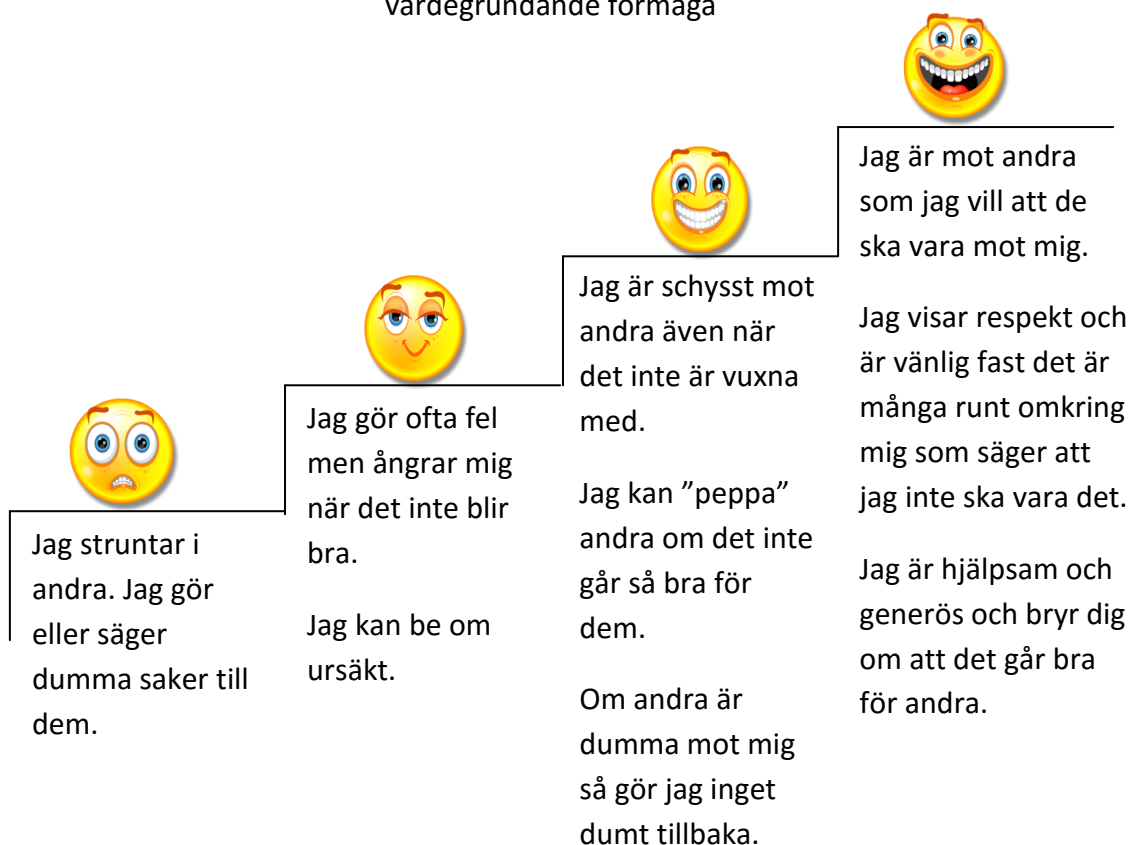 värdegrundande förmåga
Jag struntar i
andra. Jag gör
eller säger
dumma saker till
dem.
Jag gör ofta fel
men ångrar mig
när det inte blir
bra.
Jag kan be om
ursäkt.
Jag är schysst mot
andra även när
det inte är vuxna
med.
Jag kan ”peppa”
andra om det inte
går så bra för
dem.
Om andra är
dumma mot mig
så gör jag inget
dumt tillbaka.
Jag är mot andra
som jag vill att de
ska vara mot mig.
Jag visar respekt och
är vänlig fast det är
många runt omkring
mig som säger att
jag inte ska vara det.
Jag är hjälpsam och
generös och bryr dig
om att det går bra
för andra.